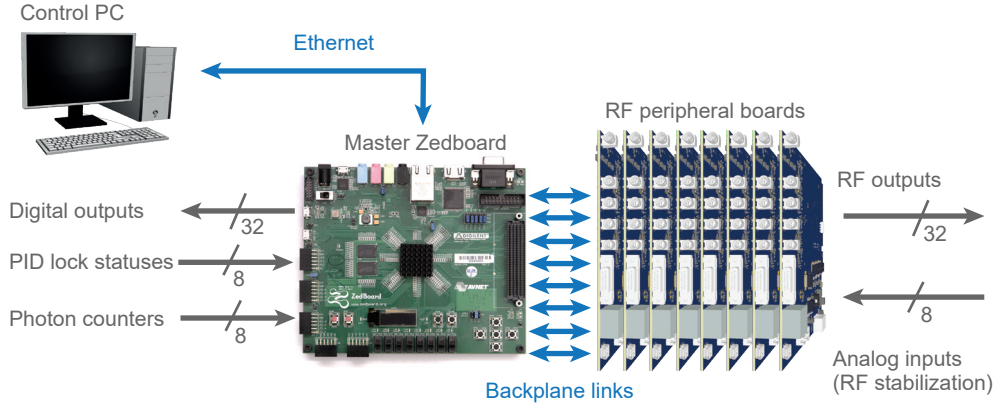 Control PC
Ethernet
RF peripheral boards
Master Zedboard
RF outputs
Digital outputs
32
32
DIGILENT
PID lock statuses
8
ZedBoard
AVNET
8
Photon counters
8
Analog inputs
(RF stabilization)
Backplane links